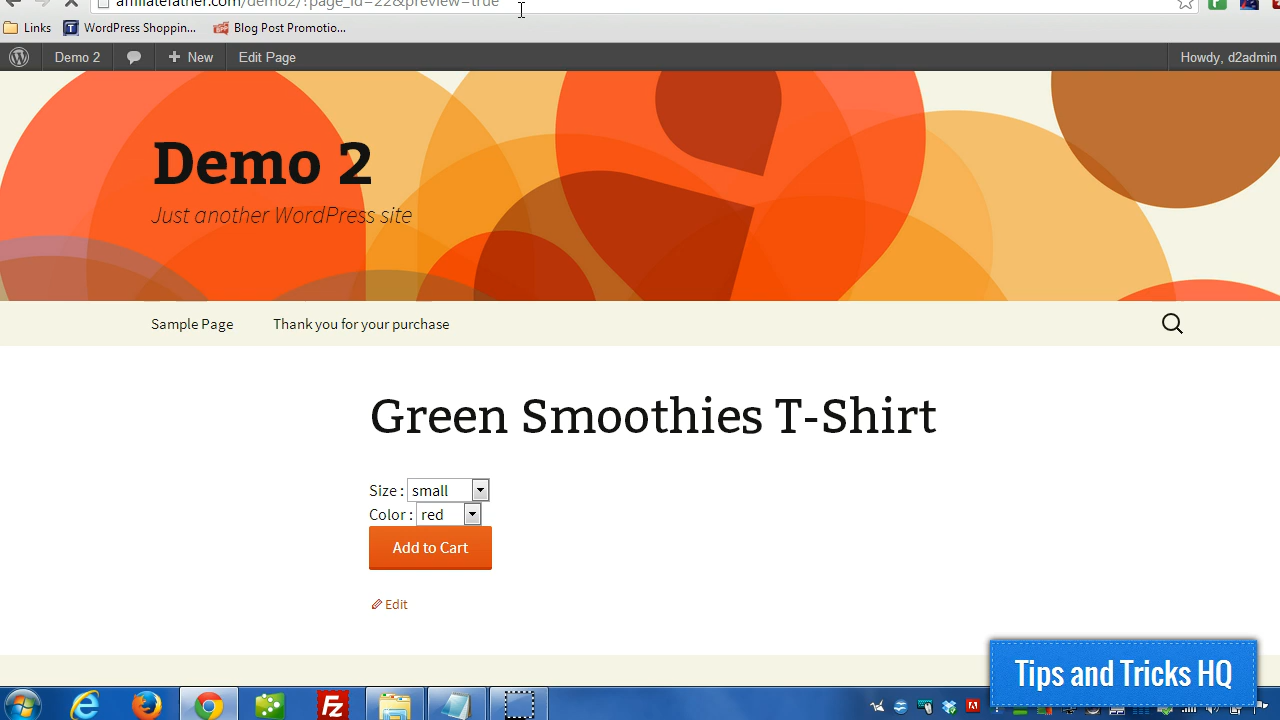 affiliatefather.com/demo2/?page_id=22&preview=true
Links WordPress Shoppin... Blog Post Promotio...
Demo 2 New Edit Page Howdy, d2admin
Demo 2
Just another WordPress site
Sample Page Thank you for your purchase
Green Smoothies T-Shirt
Size : small
Color : red
Add to Cart
Edit
Tips and Tricks HQ